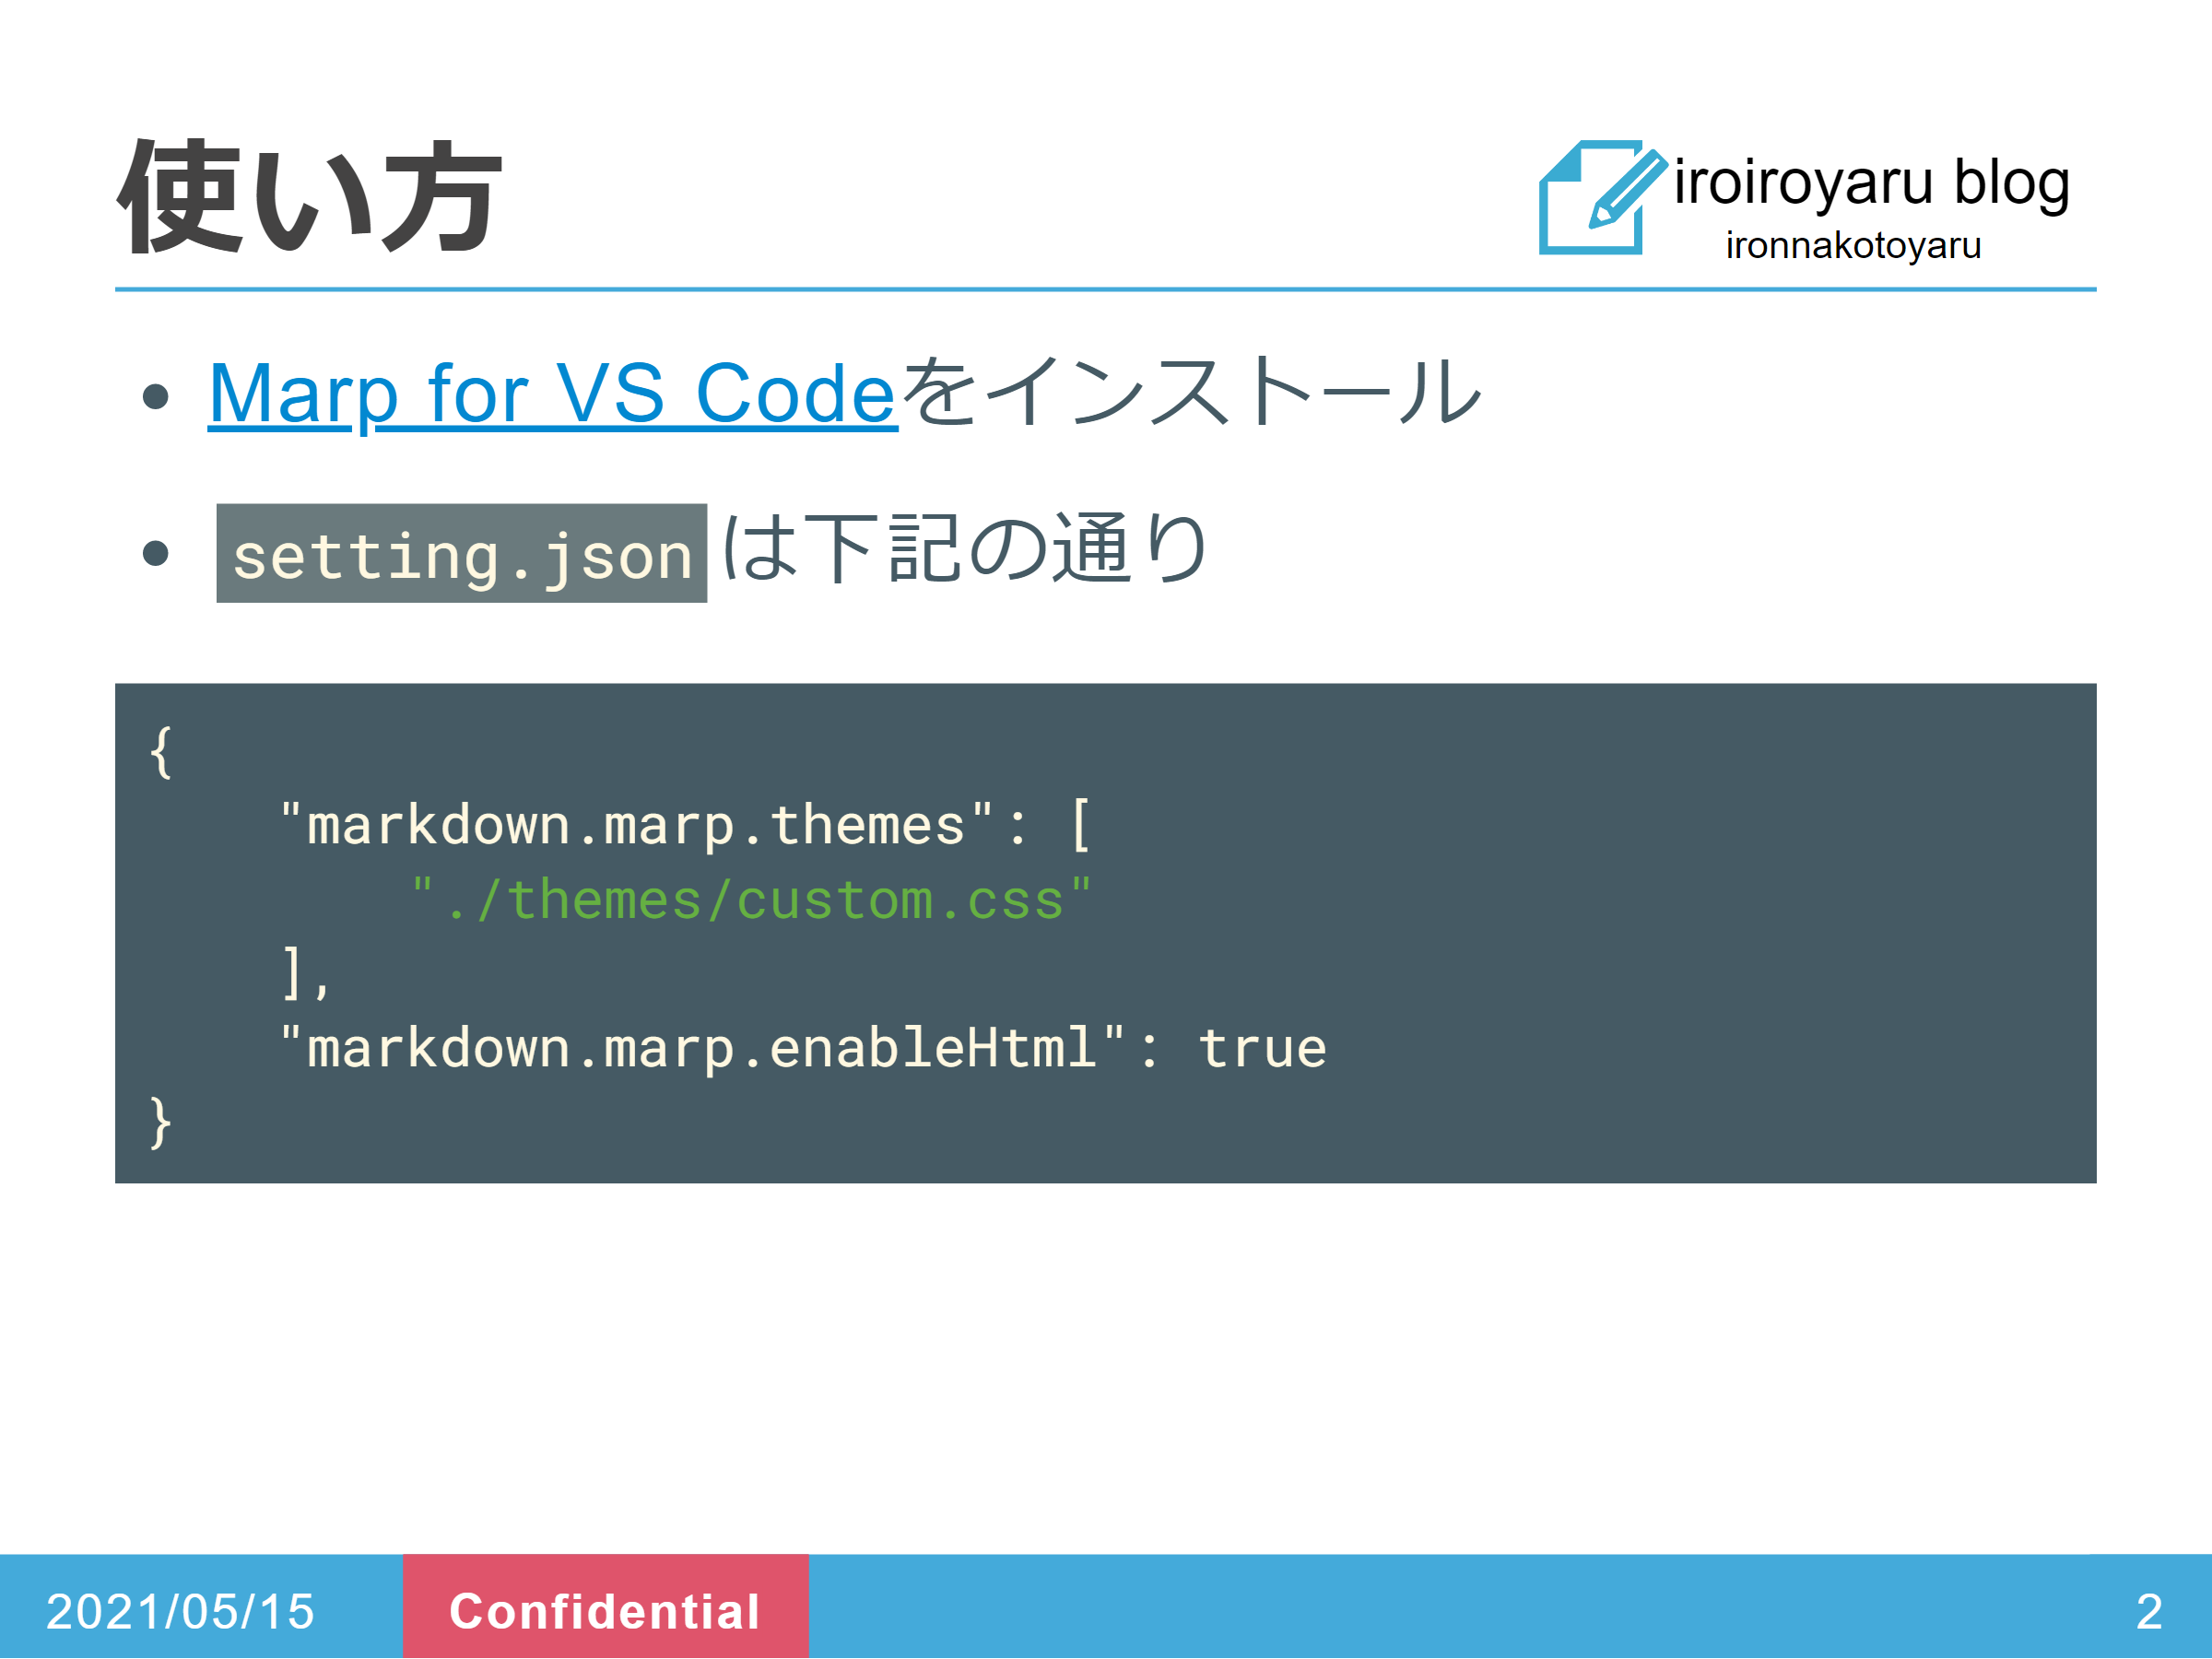 使い方
iroiroyaru blog
ironnakotoyaru
• Marp for VS Codeをインストール
• setting.jsonは下記の通り
{
    "markdown.marp.themes": [
        "./themes/custom.css"
    ],
    "markdown.marp.enableHtml": true
}
2021/05/15
Confidential
2